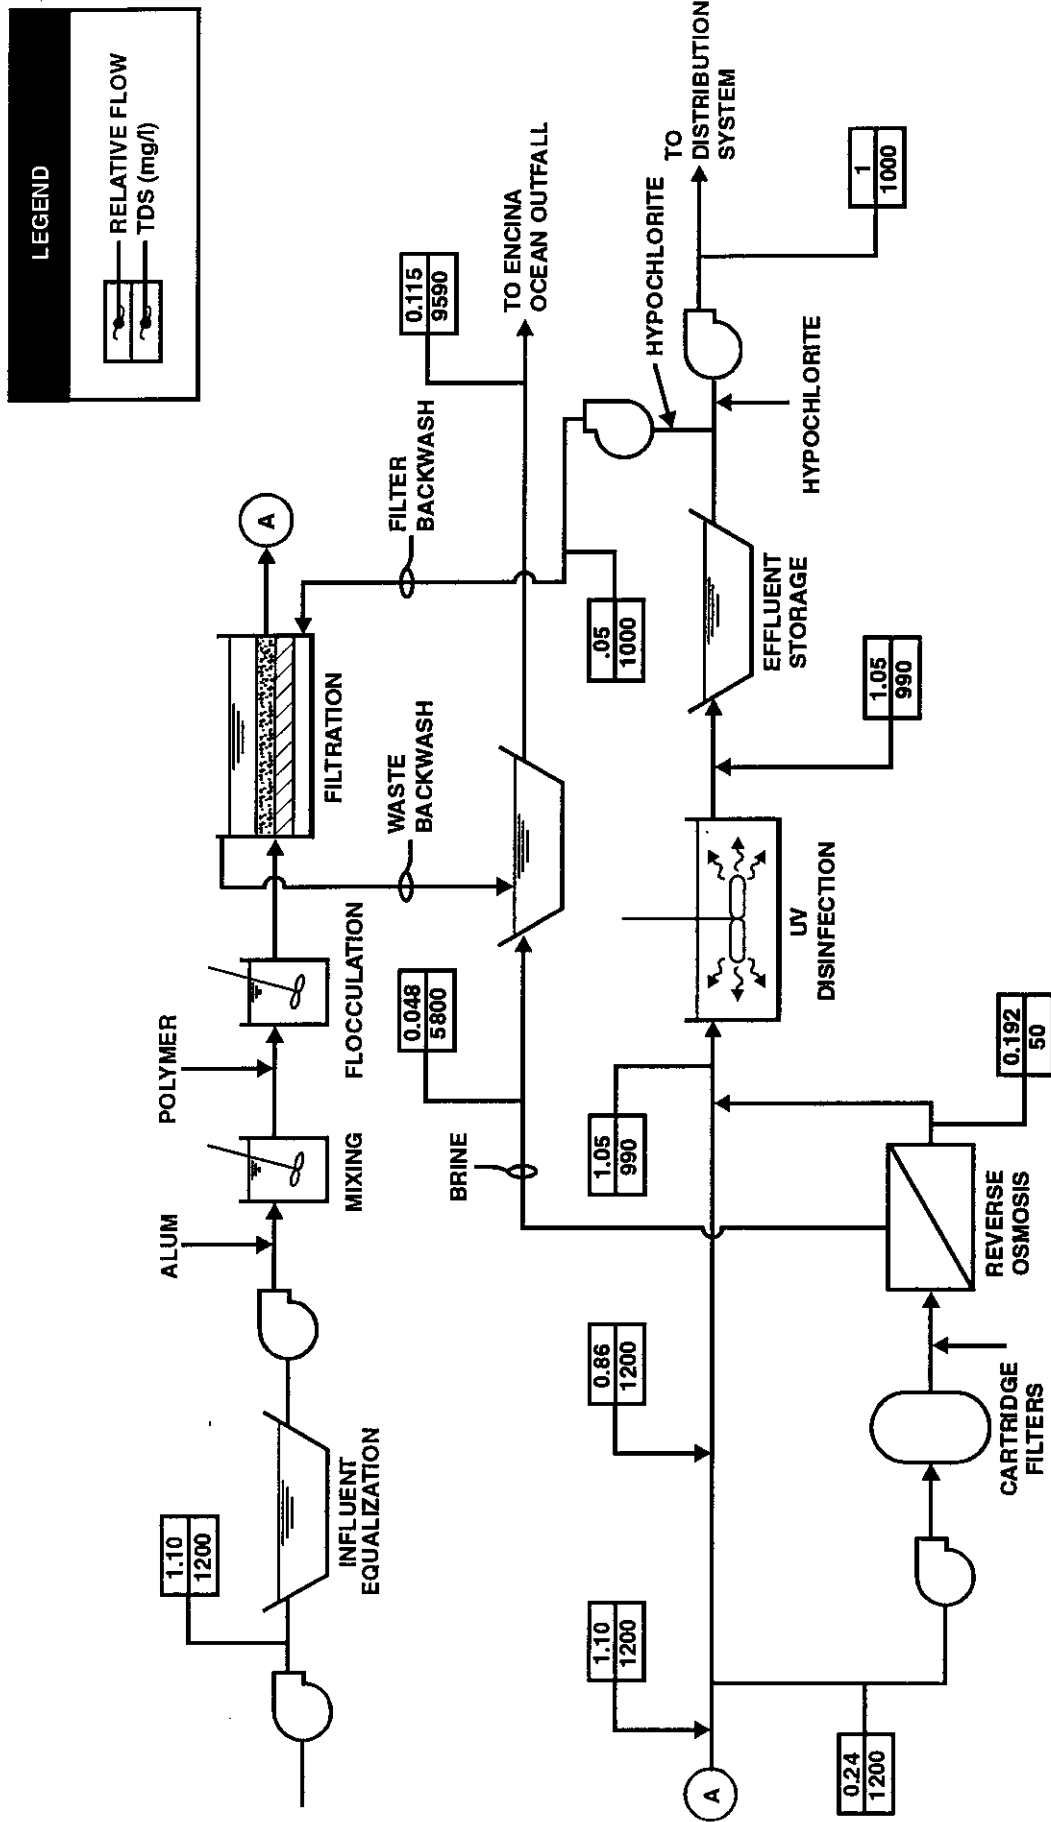 LEGEND
RELATIVE FLOW
TDS (mg/l)
1.10
1200
INFLUENT
EQUALIZATION
ALUM
MIXING
POLYMER
FLOCCULATION
FILTRATION
A
WASTE
BACKWASH
FILTER
BACKWASH
BRINE
0.048
5800
0.115
9590
TO ENCINA
OCEAN OUTFALL
.05
1000
HYPOCHLORITE
A
1.10
1200
0.24
1200
0.86
1200
CARTRIDGE
FILTERS
REVERSE
OSMOSIS
0.192
50
1.05
990
UV
DISINFECTION
1.05
990
EFFLUENT
STORAGE
HYPOCHLORITE
TO
DISTRIBUTION
SYSTEM
1
1000